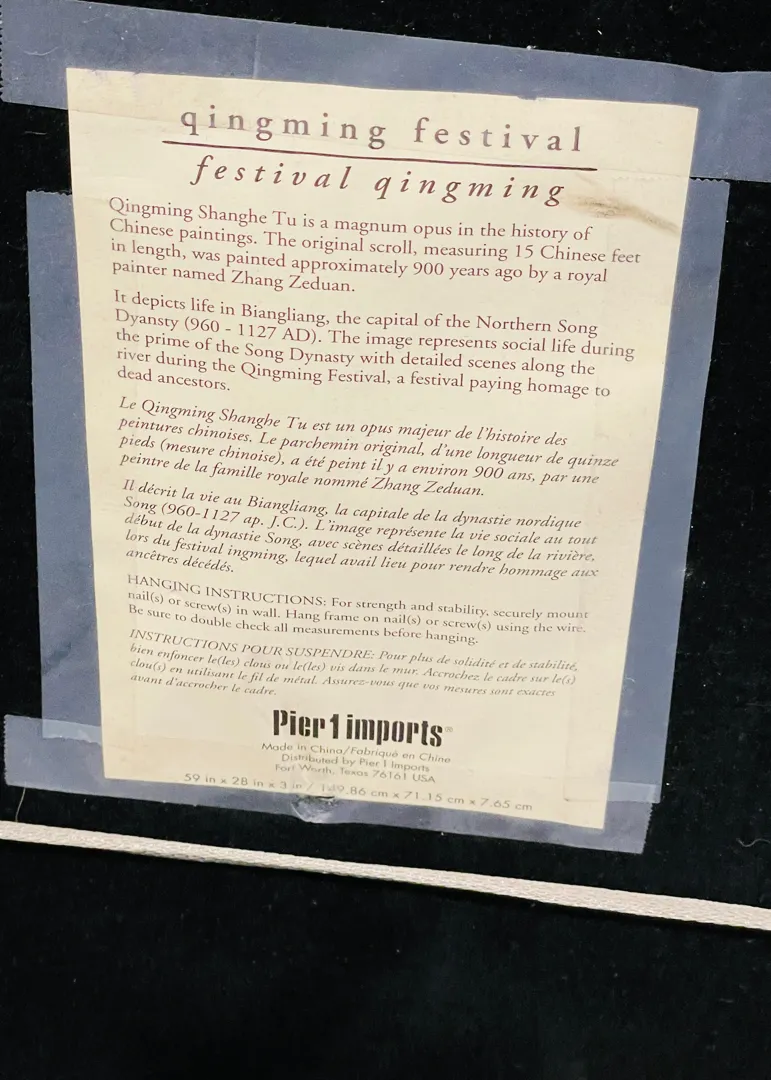 qingming festival
festival qingming
Qingming Shanghe Tu is a magnum opus in the history of
Chinese paintings. The original scroll, measuring 15 Chinese feet
in length, was painted approximately 900 years ago by a royal
painter named Zhang Zeduan.
It depicts life in Biangliang, the capital of the Northern Song
Dyansty (960 - 1127 AD). The image represents social life during
the prime of the Song Dynasty with detailed scenes along the
river during the Qingming Festival, a festival paying homage to
dead ancestors.
Le Qingming Shanghe Tu est un opus majeur de l'histoire des
peintures chinoises. Le parchemin original, d'une longueur de quinze
pieds (mesure chinoise), a été peint il y a environ 900 ans, par une
peintre de la famille royale nommé Zhang Zeduan.
Il décrit la vie au Biangliang, la capitale de la dynastie nordique
Song (960-1127 ap. J.C.). L'image représente la vie sociale au tout
début de la dynastie Song, avec scènes détaillées le long de la rivière,
lors du festival ingming, lequel avait lieu pour rendre hommage aux
ancêtres décédés.
HANGING INSTRUCTIONS: For strength and stability, securely mount
nail(s) or screw(s) in wall. Hang frame on nail(s) or screw(s) using the wire.
Be sure to double check all measurements before hanging.
INSTRUCTIONS POUR SUSPENDRE: Pour plus de solidité et de stabilité,
bien enfoncer le(les) clous ou le(les) vis dans le mur. Accrochez le cadre sur le(s)
clou(s) en utilisant le fil de métal. Assurez-vous que vos mesures sont exactes
avant d'accrocher le cadre.
Pier 1 imports®
Made in China/Fabriqué en Chine
Distributed by Pier 1 Imports
Fort Worth, Texas 76161 USA
59 in x 28 in x 3 in / 149.86 cm x 71.15 cm x 7.65 cm